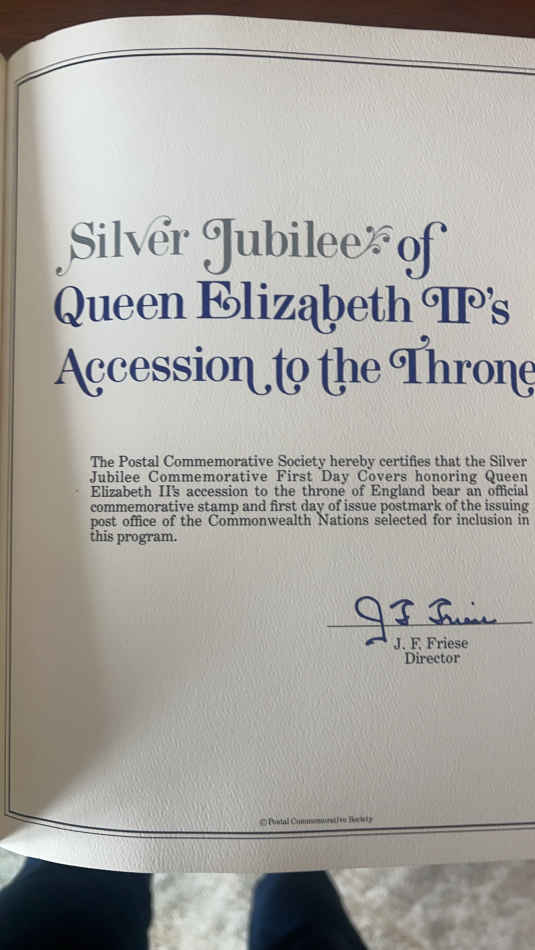 Silver Jubilee of
Queen Elizabeth II's
Accession to the Throne
The Postal Commemorative Society hereby certifies that the Silver
Jubilee Commemorative First Day Covers honoring Queen
Elizabeth II's accession to the throne of England bear an official
commemorative stamp and first day of issue postmark of the issuing
post office of the Commonwealth Nations selected for inclusion in
this program.
J F Friese
J. F. Friese
Director
© Postal Commemorative Society